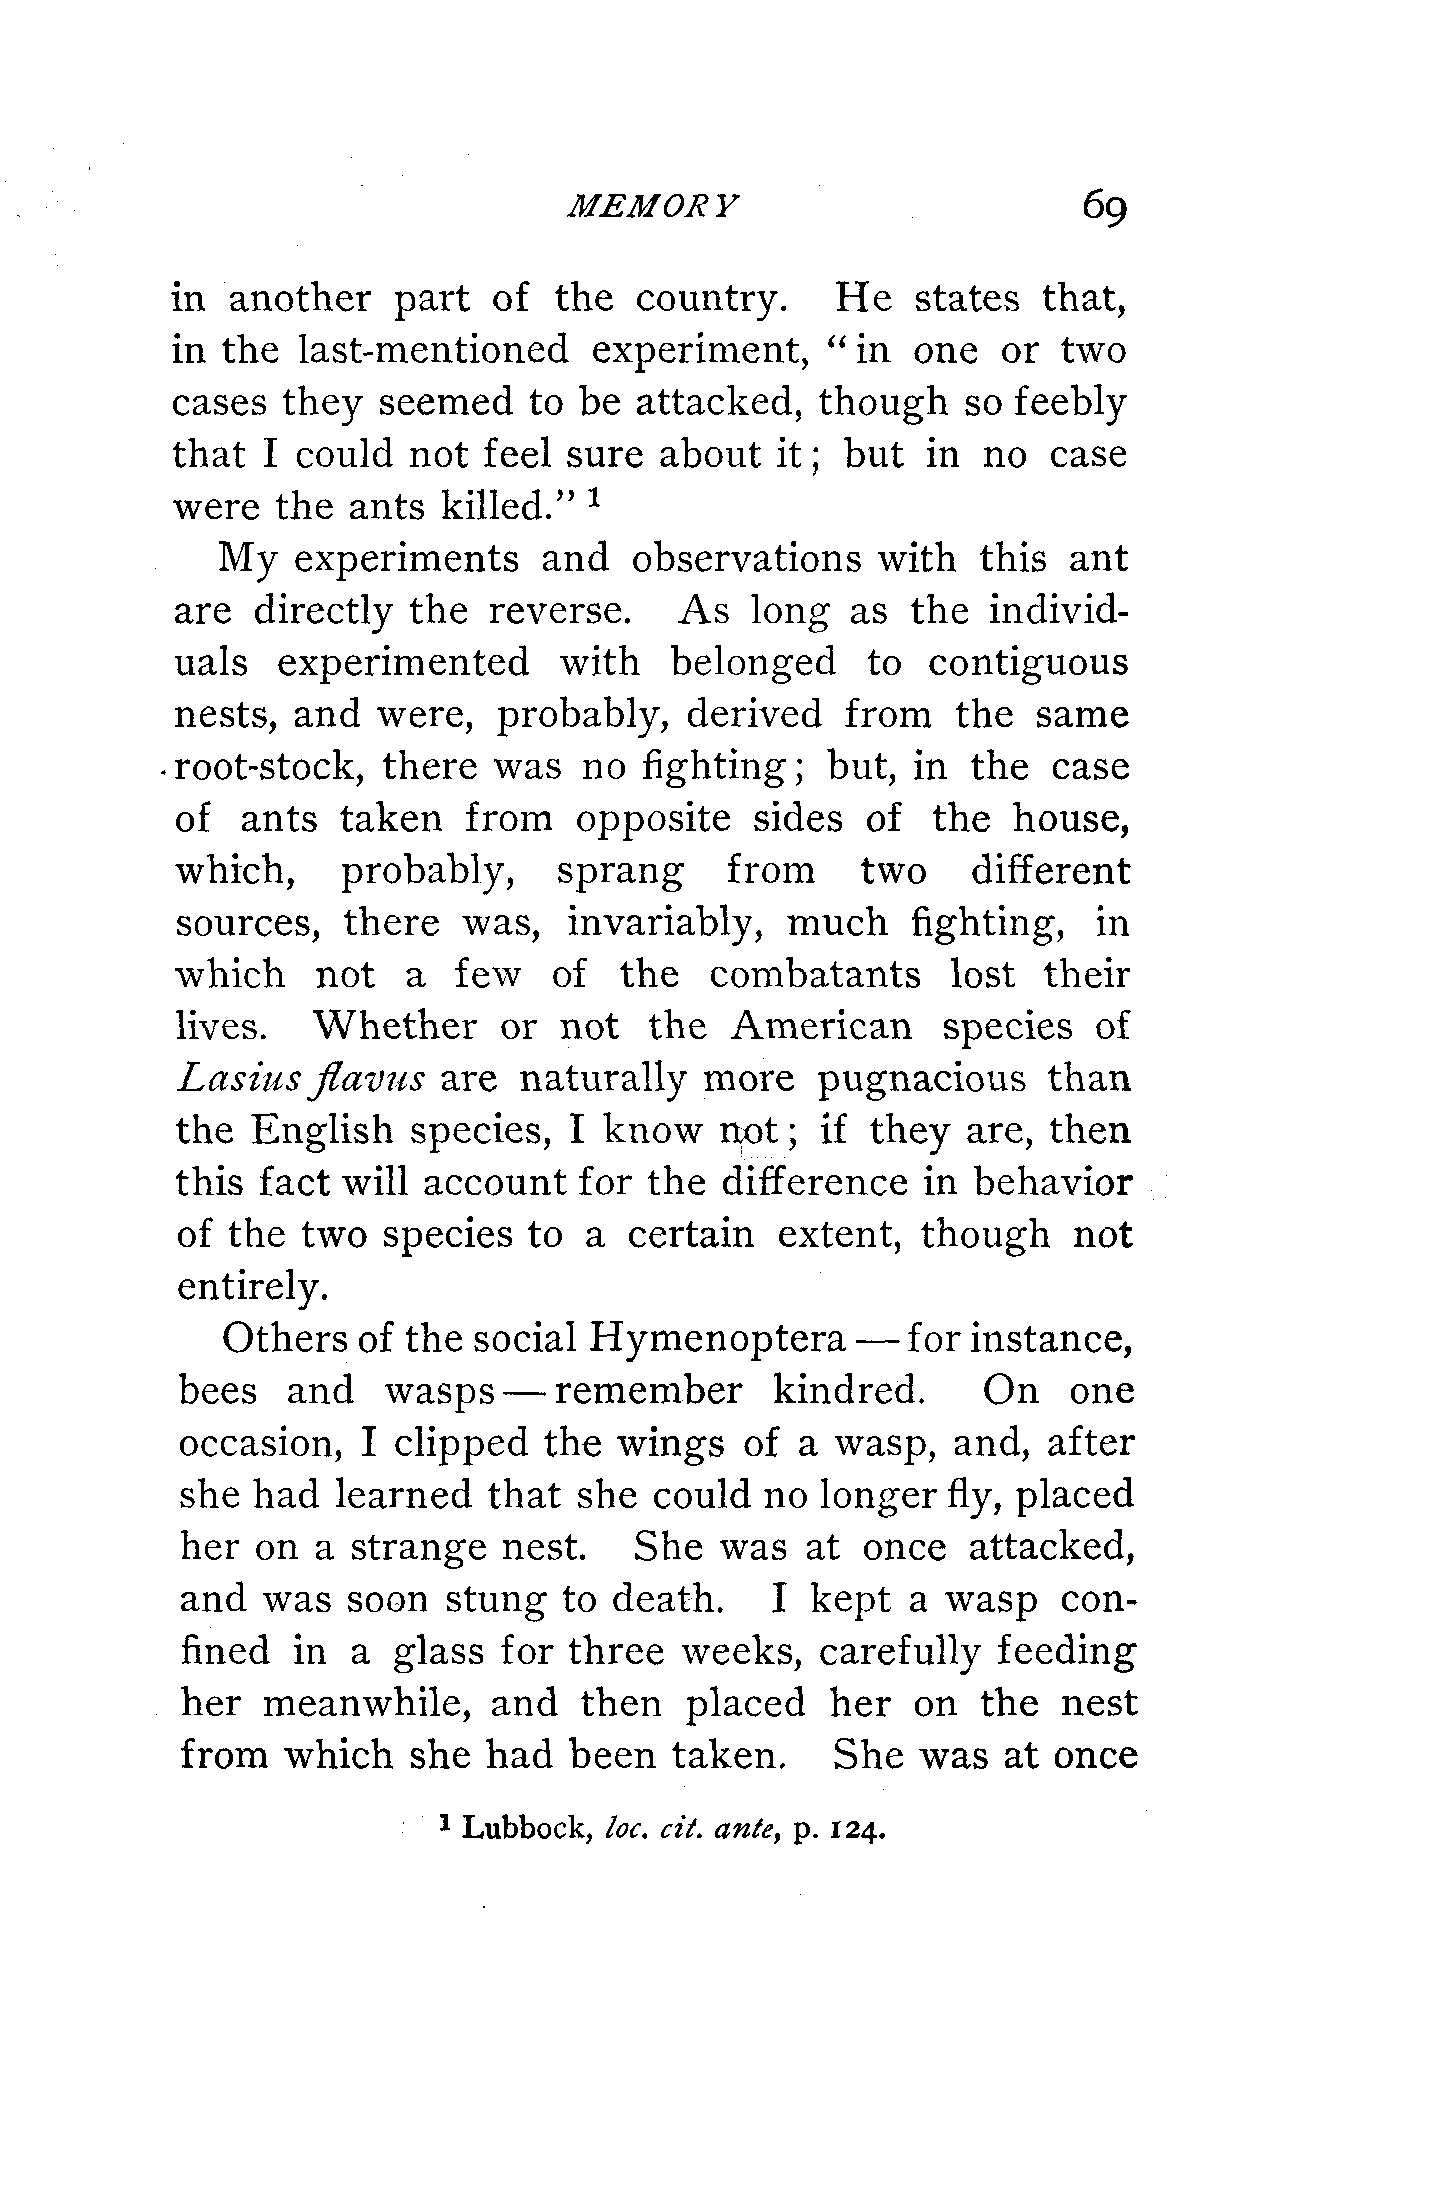 MEMORY 69
in another part of the country. He states that,
in the last-mentioned experiment, “in one or two
cases they seemed to be attacked, though so feebly
that I could not feel sure about it; but in no case
were the ants killed.” 1
My experiments and observations with this ant
are directly the reverse. As long as the individ-
uals experimented with belonged to contiguous
nests, and were, probably, derived from the same
root-stock, there was no fighting; but, in the case
of ants taken from opposite sides of the house,
which, probably, sprang from two different
sources, there was, invariably, much fighting, in
which not a few of the combatants lost their
lives. Whether or not the American species of
Lasius flavus are naturally more pugnacious than
the English species, I know not; if they are, then
this fact will account for the difference in behavior
of the two species to a certain extent, though not
entirely.
Others of the social Hymenoptera — for instance,
bees and wasps — remember kindred. On one
occasion, I clipped the wings of a wasp, and, after
she had learned that she could no longer fly, placed
her on a strange nest. She was at once attacked,
and was soon stung to death. I kept a wasp con-
fined in a glass for three weeks, carefully feeding
her meanwhile, and then placed her on the nest
from which she had been taken. She was at once
1 Lubbock, loc. cit. ante, p. 124.